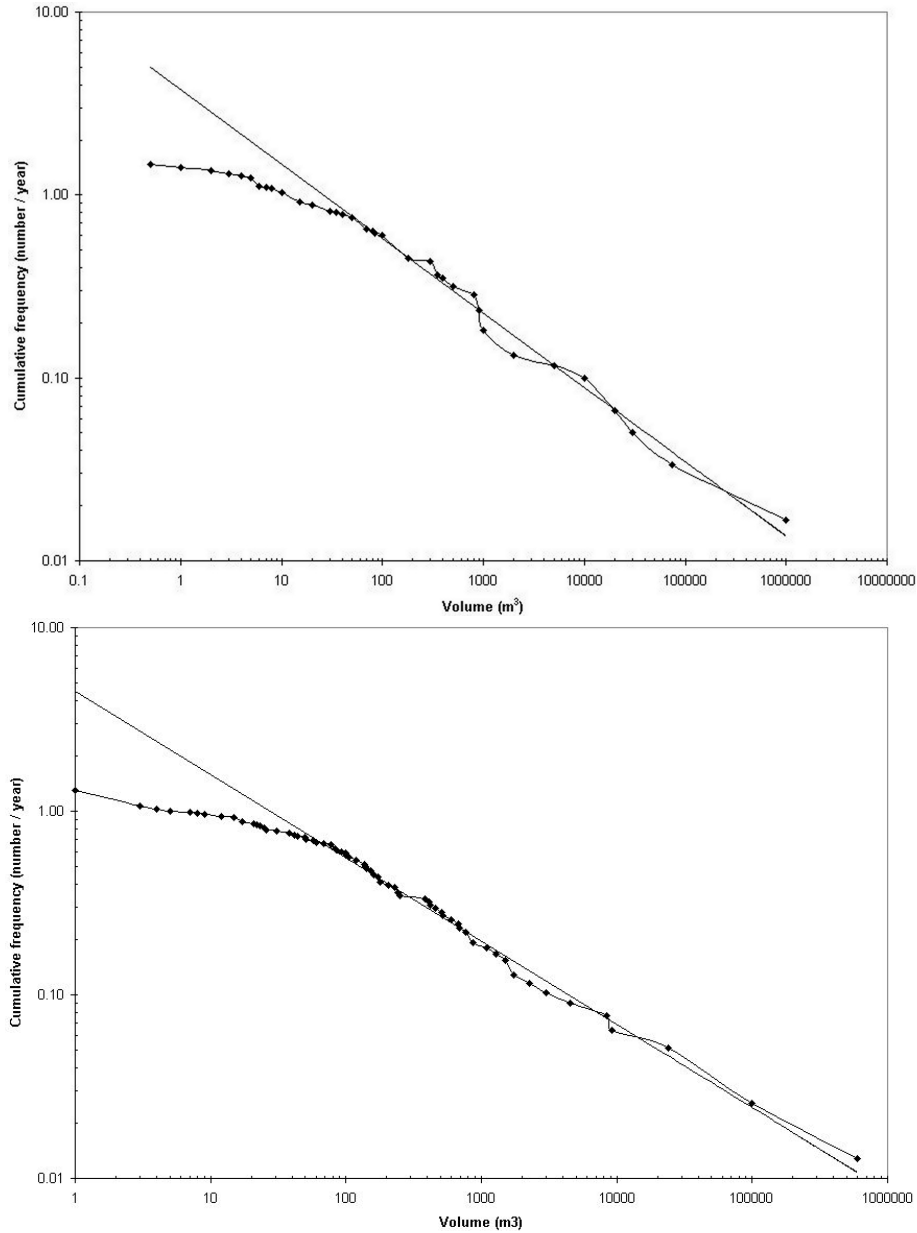 10.00
1.00
0.10
0.01
Cumulative frequency (number / year)
0.1 1 10 100 1000 10000 100000 1000000 10000000
Volume (m³)
10.00
1.00
0.10
0.01
Cumulative frequency (number / year)
1 10 100 1000 10000 100000 1000000
Volume (m3)